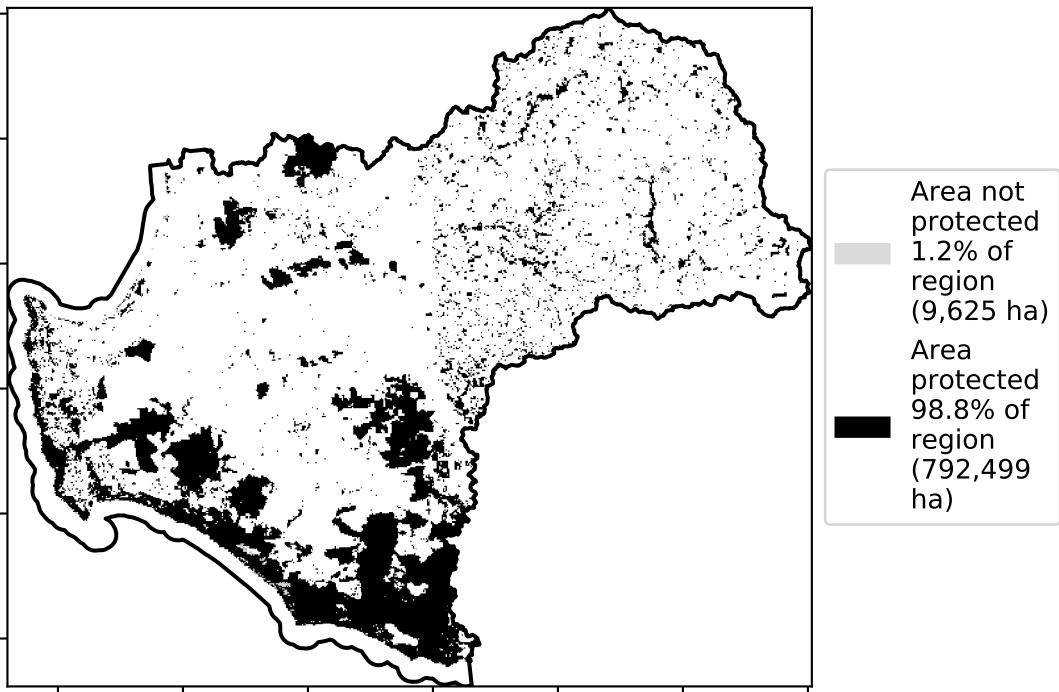 Area not
protected
1.2% of
region
(9,625 ha)
Area
protected
98.8% of
region
(792,499
ha)